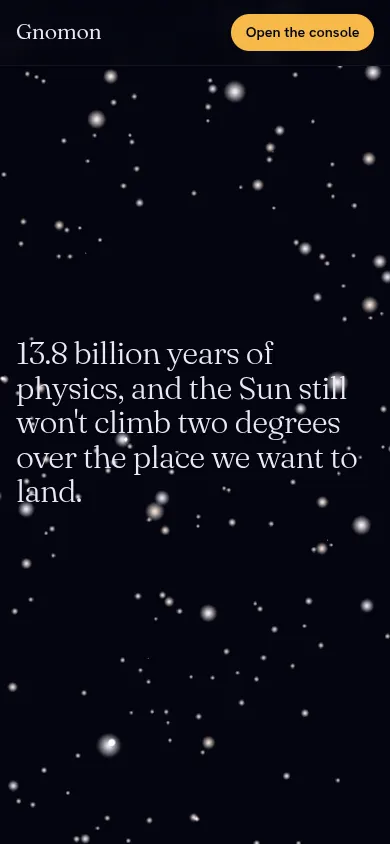 Gnomon
Open the console
13.8 billion years of
physics, and the Sun still
won't climb two degrees
over the place we want to
land.